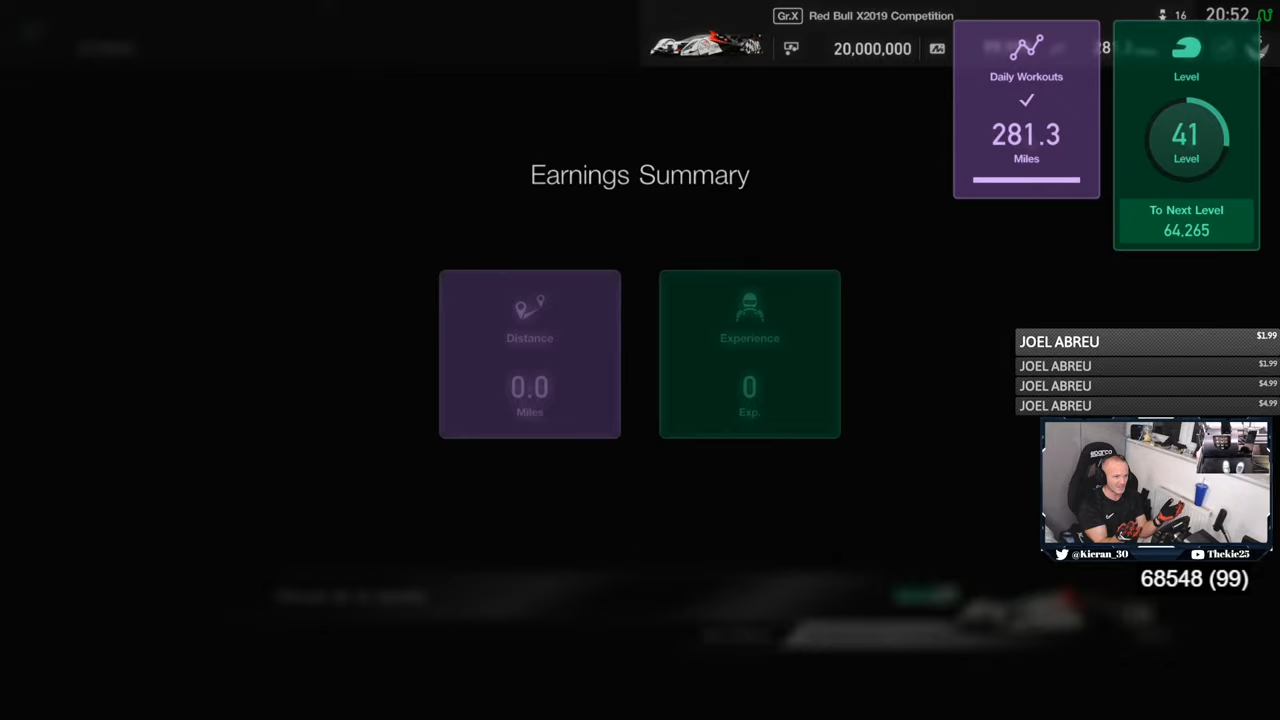 Gr.X Red Bull X2019 Competition
16 20:52
20,000,000
Daily Workouts
281.3
Miles
Level
41
Level
To Next Level
64,265
Earnings Summary
Distance
0.0
Miles
Experience
0
Exp.
JOEL ABREU $1.99
JOEL ABREU $1.99
JOEL ABREU $4.99
JOEL ABREU $4.99
sparco
@Kieran_30 Thekie25
68548 (99)